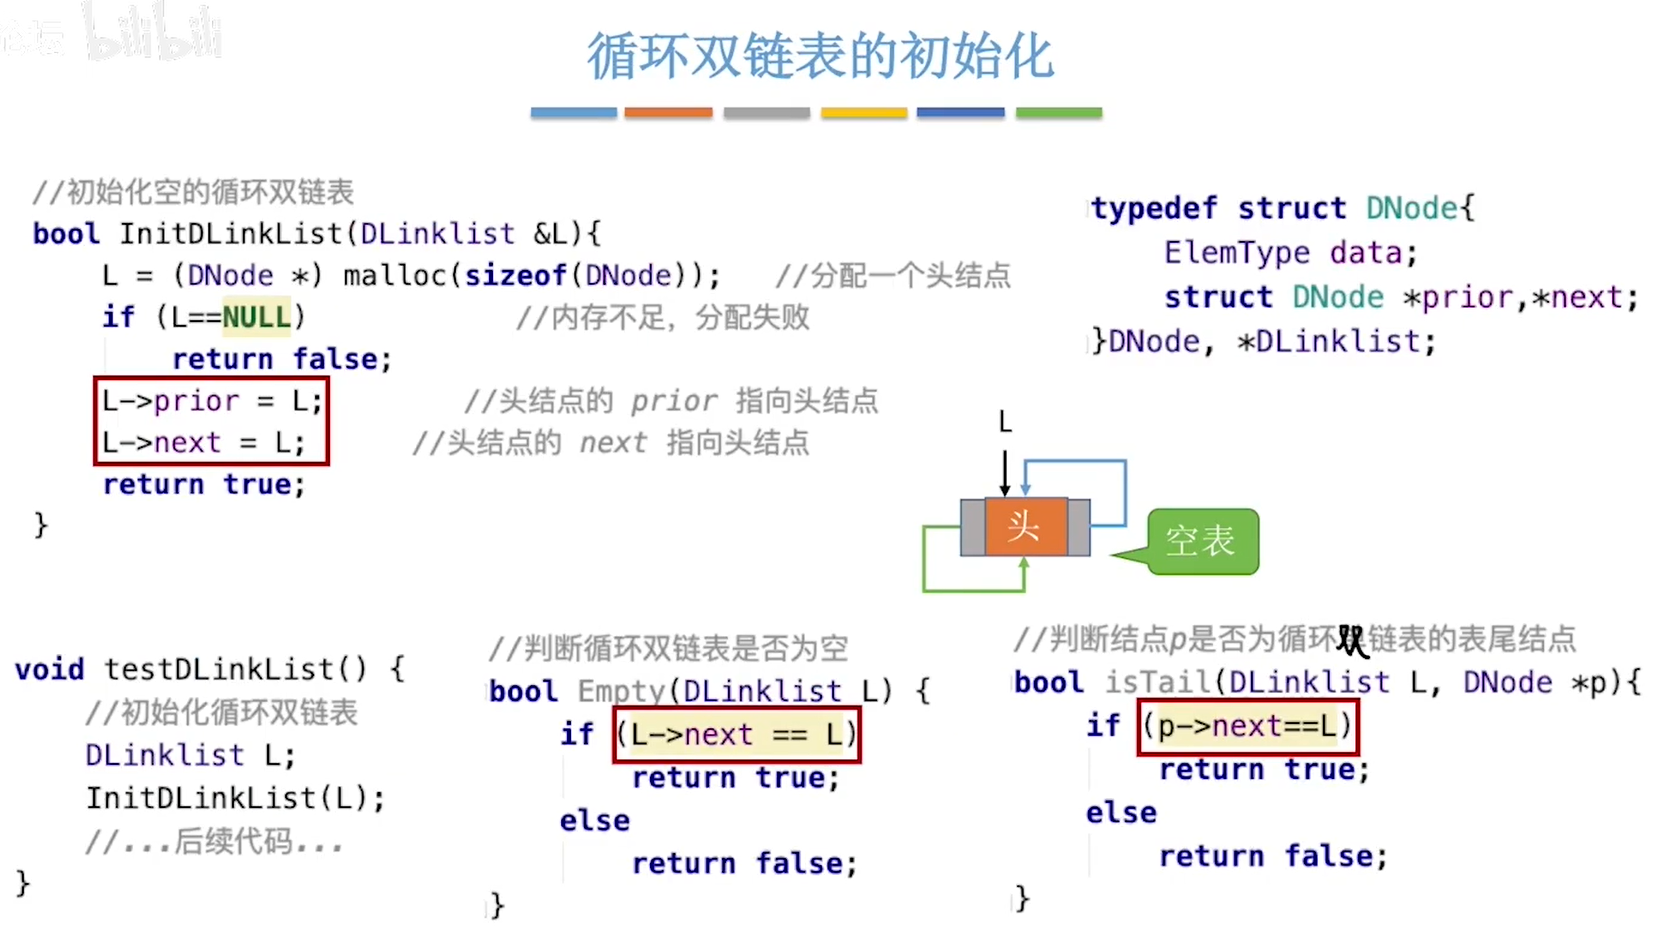 论坛 bilibili
循环双链表的初始化
//初始化空的循环双链表
bool InitDLinkList(DLinklist &L){
L = (DNode *) malloc(sizeof(DNode)); //分配一个头结点
if (L==NULL) //内存不足，分配失败
return false;
L->prior = L; //头结点的 prior 指向头结点
L->next = L; //头结点的 next 指向头结点
return true;
}
typedef struct DNode{
ElemType data;
struct DNode *prior,*next;
}DNode, *DLinklist;
L
头
空表
void testDLinkList() {
//初始化循环双链表
DLinklist L;
InitDLinkList(L);
//...后续代码...
}
//判断循环双链表是否为空
bool Empty(DLinklist L) {
if (L->next == L)
return true;
else
return false;
}
//判断结点p是否为循环双链表的表尾结点
bool isTail(DLinklist L, DNode *p){
if (p->next==L)
return true;
else
return false;
}